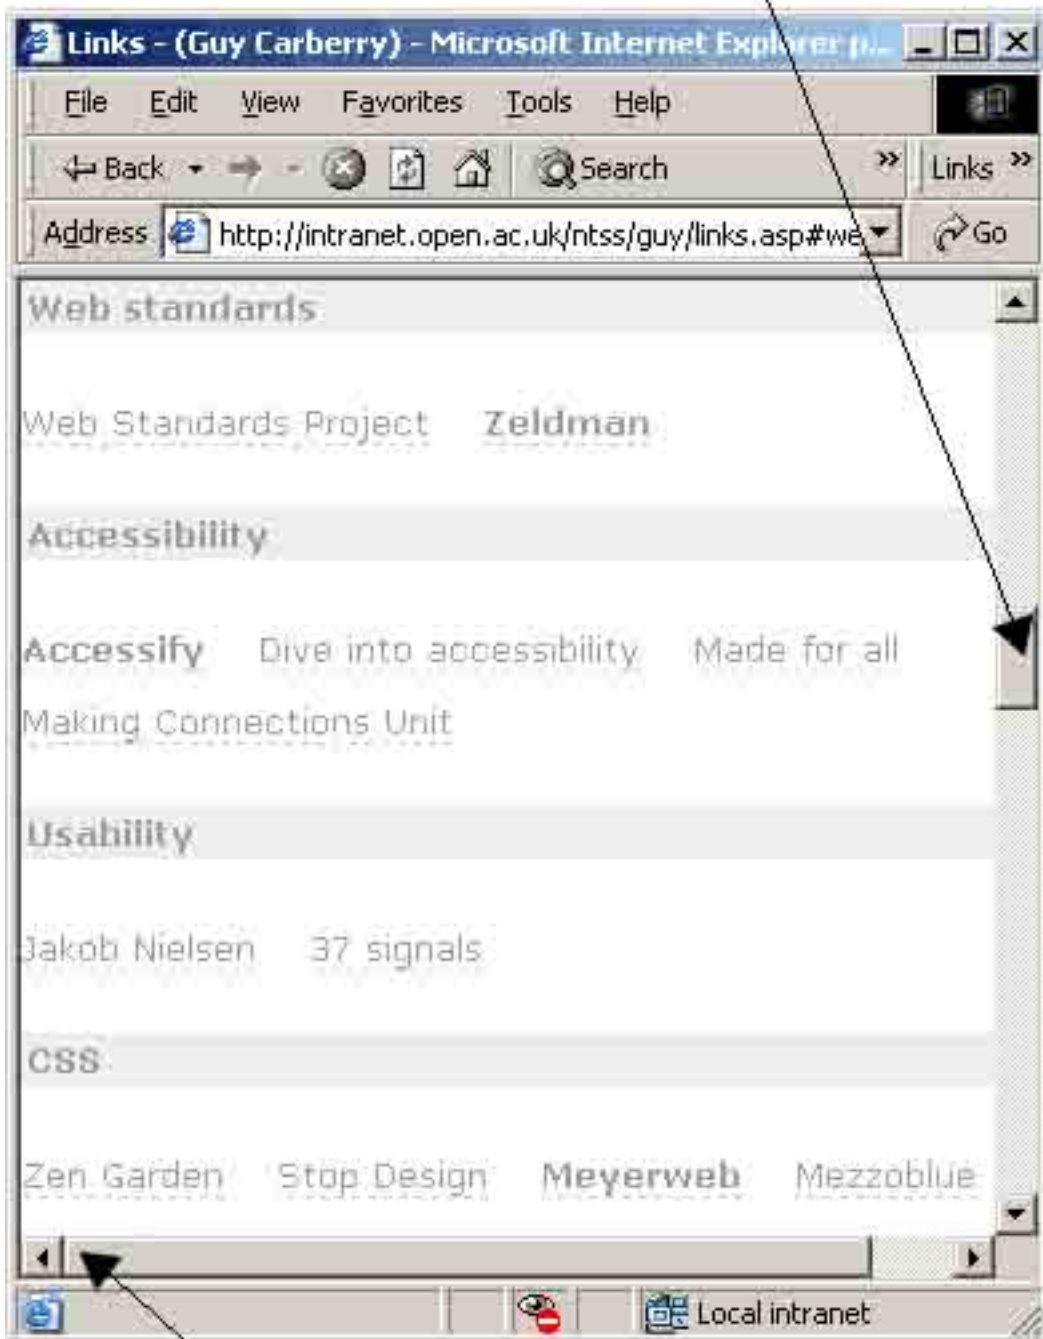 Links - (Guy Carberry) - Microsoft Internet Explorer p...
File Edit View Favorites Tools Help
Back Search » Links »
Address http://intranet.open.ac.uk/ntss/guy/links.asp#we Go
Web standards
Web Standards Project Zeldman
Accessibility
Accessify Dive into accessibility Made for all
Making Connections Unit
Usability
Jakob Nielsen 37 signals
CSS
Zen Garden Stop Design Meyerweb Mezzoblue
Local intranet